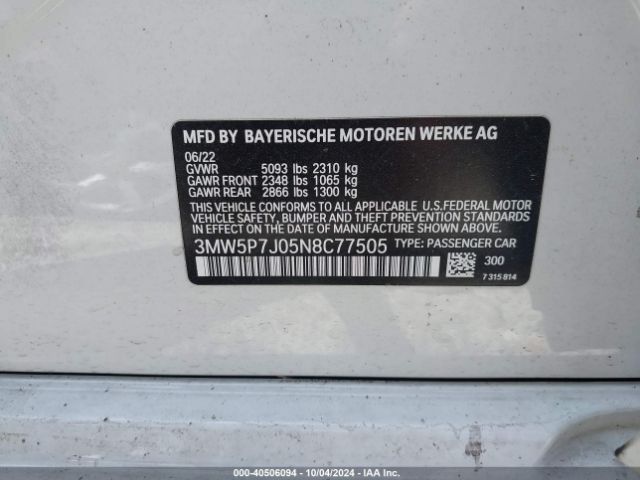 MFD BY BAYERISCHE MOTOREN WERKE AG
06/22
GVWR 5093 lbs 2310 kg
GAWR FRONT 2348 lbs 1065 kg
GAWR REAR 2866 lbs 1300 kg
THIS VEHICLE CONFORMS TO ALL APPLICABLE U.S.FEDERAL MOTOR
VEHICLE SAFETY, BUMPER AND THEFT PREVENTION STANDARDS
IN EFFECT ON THE DATE OF MANUFACTURE SHOWN ABOVE.
3MW5P7J05N8C77505 TYPE: PASSENGER CAR
300
7 315 814
000-40506094 - 10/04/2024 - IAA Inc.